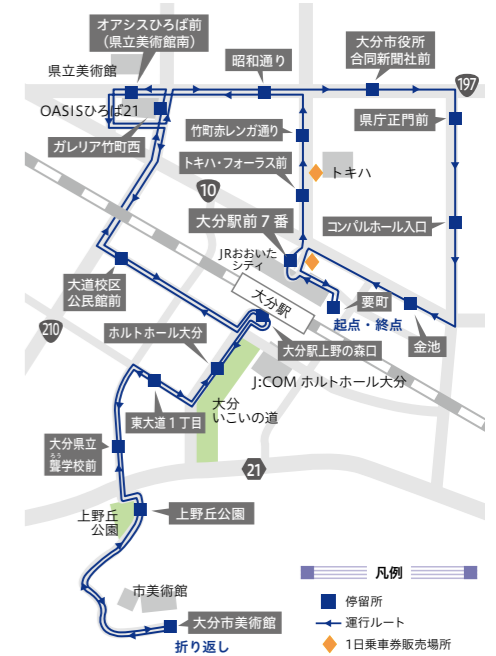 オアシスひろば前
（県立美術館南）
県立美術館
昭和通り
大分市役所
合同新聞社前
197
OASISひろば21
県庁正門前
竹町赤レンガ通り
ガレリア竹町西
トキハ・フォーラス前
トキハ
10
大分駅前７番
コンパルホール入口
JRおおいた
シティ
大道校区
公民館前
大分駅
要町
起点・終点
金池
210
ホルトホール大分
大分駅上野の森口
J:COM ホルトホール大分
大分
いこいの道
東大道１丁目
大分県立
ろう
聾学校前
21
上野丘
公園
上野丘公園
凡例
市美術館
停留所
大分市美術館
運行ルート
折り返し
1日乗車券販売場所